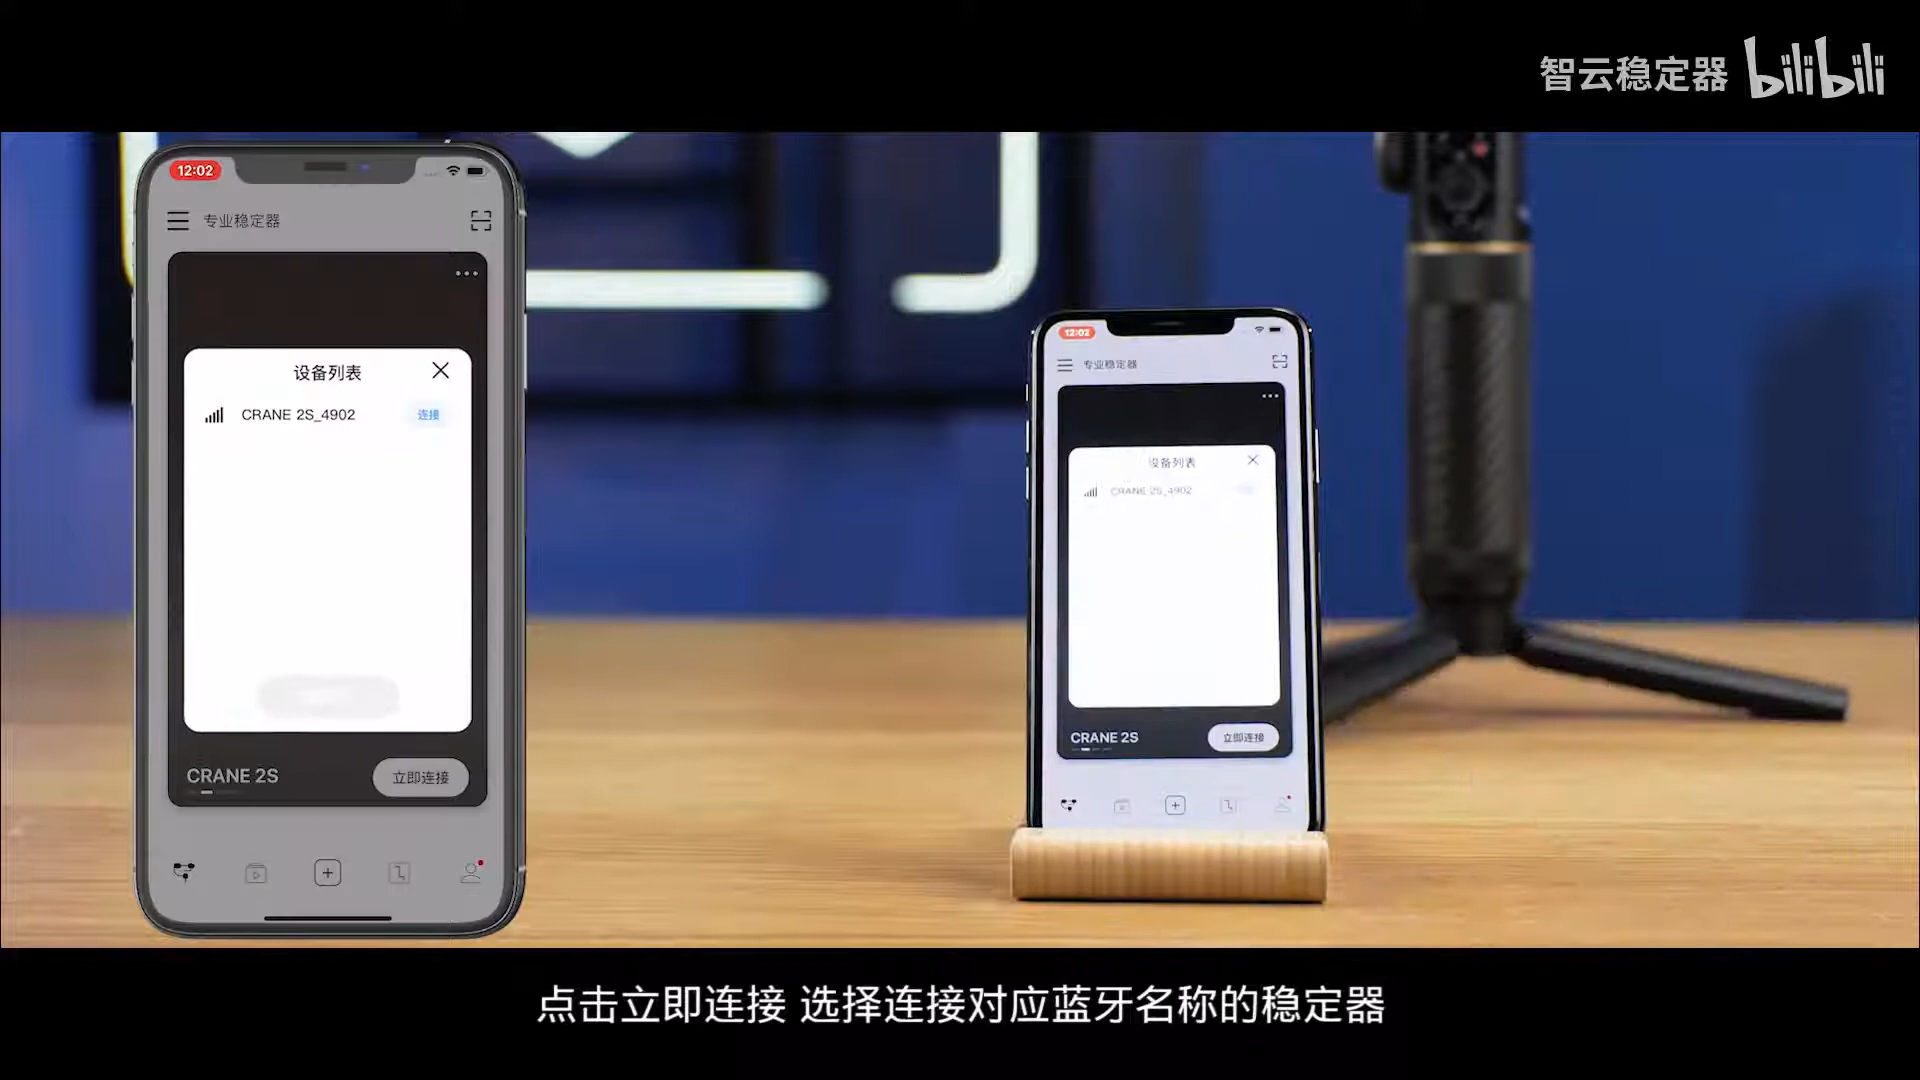 智云稳定器 bilibili
12:02
专业稳定器
设备列表
CRANE 2S_4902 连接
CRANE 2S 立即连接
12:02
专业稳定器
设备列表
CRANE 2S_4902
CRANE 2S 立即连接
点击立即连接 选择连接对应蓝牙名称的稳定器